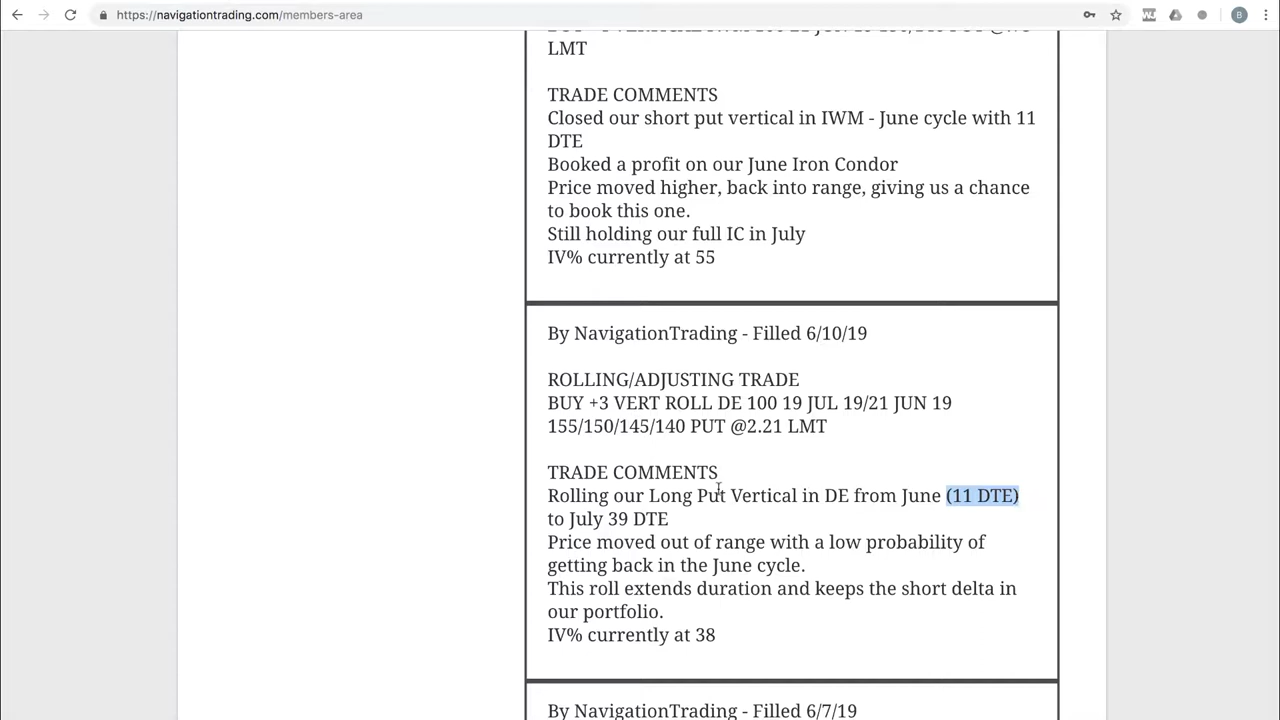 https://navigationtrading.com/members-area
B
LMT
TRADE COMMENTS
Closed our short put vertical in IWM - June cycle with 11
DTE
Booked a profit on our June Iron Condor
Price moved higher, back into range, giving us a chance
to book this one.
Still holding our full IC in July
IV% currently at 55
By NavigationTrading - Filled 6/10/19
ROLLING/ADJUSTING TRADE
BUY +3 VERT ROLL DE 100 19 JUL 19/21 JUN 19
155/150/145/140 PUT @2.21 LMT
TRADE COMMENTS
Rolling our Long Put Vertical in DE from June (11 DTE)
to July 39 DTE
Price moved out of range with a low probability of
getting back in the June cycle.
This roll extends duration and keeps the short delta in
our portfolio.
IV% currently at 38
By NavigationTrading - Filled 6/7/19